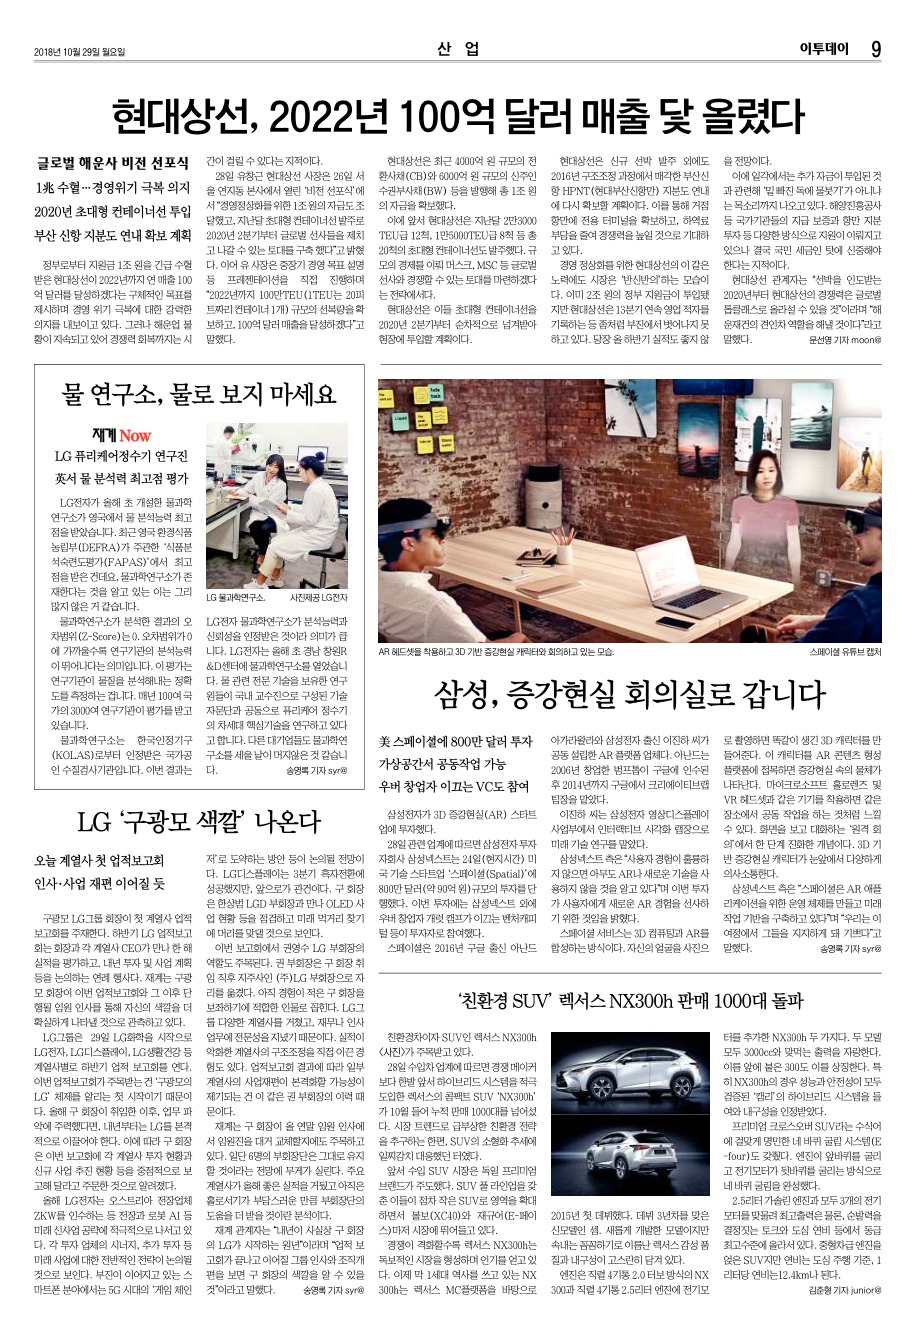 2018년 10월 29일 월요일
산 업
이투데이 9
현대상선, 2022년 100억 달러 매출 닻 올렸다
글로벌 해운사 비전 선포식
1兆 수혈…경영위기 극복 의지
2020년 초대형 컨테이너선 투입
부산 신항 지분도 연내 확보 계획
정부로부터 지원금 1조 원을 긴급 수혈
받은 현대상선이 2022년까지 연 매출 100
억 달러를 달성하겠다는 구체적인 목표를
제시하며 경영 위기 극복에 대한 강력한
의지를 내보이고 있다. 그러나 해운업 불
황이 지속되고 있어 경쟁력 회복까지는 시
간이 걸릴 수 있다는 지적이다.
28일 유창근 현대상선 사장은 26일 서
울 연지동 본사에서 열린 ‘비전 선포식’에
서 “경영정상화를 위한 1조 원의 자금도 조
달했고, 지난달 초대형 컨테이너선 발주로
2020년 2분기부터 글로벌 선사들을 제치
고 나갈 수 있는 토대를 구축 했다”고 밝혔
다. 이어 유 사장은 중장기 경영 목표 설명
등 프레젠테이션을 직접 진행하며
“2022년까지 100만TEU(1TEU는 20피
트짜리 컨테이너 1개) 규모의 선복량을 확
보하고, 100억 달러 매출을 달성하겠다”고
말했다.
현대상선은 최근 4000억 원 규모의 전
환사채(CB)와 6000억 원 규모의 신주인
수권부사채(BW) 등을 발행해 총 1조 원
의 자금을 확보했다.
이에 앞서 현대상선은 지난달 2만3000
TEU급 12척, 1만5000TEU급 8척 등 총
20척의 초대형 컨테이너선도 발주했다. 규
모의 경제를 이뤄 머스크, MSC 등 글로벌
선사와 경쟁할 수 있는 토대를 마련하겠다
는 전략에서다.
현대상선은 이들 초대형 컨테이너선을
2020년 2분기부터 순차적으로 넘겨받아
현장에 투입할 계획이다.
현대상선은 신규 선박 발주 외에도
2016년 구조조정 과정에서 매각한 부산신
항 HPNT(현대부산신항만) 지분도 연내
에 다시 확보할 계획이다. 이를 통해 거점
항만에 전용 터미널을 확보하고, 하역료
부담을 줄여 경쟁력을 높일 것으로 기대하
고 있다.
경영 정상화를 위한 현대상선의 이 같은
노력에도 시장은 ‘반신반의’하는 모습이
다. 이미 2조 원의 정부 지원금이 투입됐
지만 현대상선은 13분기 연속 영업 적자를
기록하는 등 좀처럼 부진에서 벗어나지 못
하고 있다. 당장 올 하반기 실적도 좋지 않
을 전망이다.
이에 일각에서는 추가 자금이 투입된 것
과 관련해 ‘밑 빠진 독에 물붓기’가 아니냐
는 목소리까지 나오고 있다. 해양진흥공사
등 국가기관들의 지급 보증과 항만 지분
투자 등 다양한 방식으로 지원이 이뤄지고
있으나 결국 국민 세금인 탓에 신중해야
한다는 지적이다.
현대상선 관계자는 “선박을 인도받는
2020년부터 현대상선의 경쟁력은 글로벌
톱클래스로 올라설 수 있을 것”이라며 “해
운재건의 견인차 역할을 해낼 것이다”라고
말했다. 문선영 기자 moon@
물 연구소, 물로 보지 마세요
재계 Now
LG 퓨리케어정수기 연구진
英서 물 분석력 최고점 평가
LG전자가 올해 초 개설한 물과학
연구소가 영국에서 물 분석능력 최고
점을 받았습니다. 최근 영국 환경식품
농림부(DEFRA)가 주관한 ‘식품분
석숙련도평가(FAPAS)’에서 최고
점을 받은 건데요, 물과학연구소가 존
재한다는 것을 알고 있는 이는 그리
많지 않은 거 같습니다.
물과학연구소가 분석한 결과의 오
차범위(Z-Score)는 0. 오차범위가 0
에 가까울수록 연구기관의 분석능력
이 뛰어나다는 의미입니다. 이 평가는
연구기관이 물질을 분석해내는 정확
도를 측정하는 겁니다. 매년 100여 국
가의 3000여 연구기관이 평가를 받고
있습니다.
물과학연구소는 한국인정기구
(KOLAS)로부터 인정받은 국가공
인 수질검사기관입니다. 이번 결과는
LG 물과학연구소. 사진제공 LG전자
LG전자 물과학연구소가 분석능력과
신뢰성을 인정받은 것이라 의미가 큽
니다. LG전자는 올해 초 경남 창원R
&D센터에 물과학연구소를 열었습니
다. 물 관련 전문 기술을 보유한 연구
원들이 국내 교수진으로 구성된 기술
자문단과 공동으로 퓨리케어 정수기
의 차세대 핵심기술을 연구하고 있다
고 합니다. 다른 대기업들도 물과학연
구소를 세울 날이 머지않은 것 같습니
다. 송영록 기자 syr@
AR 헤드셋을 착용하고 3D 기반 증강현실 캐릭터와 회의하고 있는 모습. 스페이셜 유튜브 캡처
삼성, 증강현실 회의실로 갑니다
美 스페이셜에 800만 달러 투자
가상공간서 공동작업 가능
우버 창업자 이끄는 VC도 참여
삼성전자가 3D 증강현실(AR) 스타트
업에 투자했다.
28일 관련 업계에 따르면 삼성전자 투자
자회사 삼성넥스트는 24일(현지시간) 미
국 기술 스타트업 ‘스페이셜(Spatial)’에
800만 달러(약 90억 원)규모의 투자를 단
행했다. 이번 투자에는 삼성넥스트 외에
우버 창업자 개럿 캠프가 이끄는 벤처캐피
털 등이 투자자로 참여했다.
스페이셜은 2016년 구글 출신 아난드
아가라왈라와 삼성전자 출신 이진하 씨가
공동 설립한 AR 플랫폼 업체다. 아난드는
2006년 창업한 범프톱이 구글에 인수된
후 2014년까지 구글에서 크리에이티브랩
팀장을 맡았다.
이진하 씨는 삼성전자 영상디스플레이
사업부에서 인터랙티브 시각화 랩장으로
미래 기술 연구를 맡았다.
삼성넥스트 측은 “사용자 경험이 훌륭하
지 않으면 아무도 AR나 새로운 기술을 사
용하지 않을 것을 알고 있다”며 이번 투자
가 사용자에게 새로운 AR 경험을 선사하
기 위한 것임을 밝혔다.
스페이셜 서비스는 3D 컴퓨팅과 AR를
합성하는 방식이다. 자신의 얼굴을 사진으
로 촬영하면 똑같이 생긴 3D 캐릭터를 만
들어준다. 이 캐릭터를 AR 콘텐츠 형성
플랫폼에 접목하면 증강현실 속의 물체가
나타난다. 마이크로소프트 홀로렌즈 및
VR 헤드셋과 같은 기기를 착용하면 같은
장소에서 공동 작업을 하는 것처럼 느낄
수 있다. 화면을 보고 대화하는 ‘원격 회
의’에서 한 단계 진화한 개념이다. 3D 기
반 증강현실 캐릭터가 눈앞에서 다양하게
의사소통한다.
삼성넥스트 측은 “스페이셜은 AR 애플
리케이션을 위한 운영 체제를 만들고 미래
작업 기반을 구축하고 있다”며 “우리는 이
여정에서 그들을 지지하게 돼 기쁘다”고
말했다. 송영록 기자 syr@
LG ‘구광모 색깔’ 나온다
오늘 계열사 첫 업적보고회
인사·사업 재편 이어질 듯
구광모 LG그룹 회장이 첫 계열사 업적
보고회를 주재한다. 하반기 LG 업적보고
회는 회장과 각 계열사 CEO가 만나 한 해
실적을 평가하고, 내년 투자 및 사업 계획
등을 논의하는 연례 행사다. 재계는 구광
모 회장이 이번 업적보고회와 그 이후 단
행될 임원 인사를 통해 자신의 색깔을 더
확실하게 나타낼 것으로 관측하고 있다.
LG그룹은 29일 LG화학을 시작으로
LG전자, LG디스플레이, LG생활건강 등
계열사별로 하반기 업적 보고회를 연다.
이번 업적보고회가 주목받는 건 ‘구광모의
LG’ 체제를 알리는 첫 시작이기 때문이
다. 올해 구 회장이 취임한 이후, 업무 파
악에 주력했다면, 내년부터는 LG를 본격
적으로 이끌어야 한다. 이에 따라 구 회장
은 이번 보고회에 각 계열사 투자 현황과
신규 사업 추진 현황 등을 중점적으로 보
고해 달라고 주문한 것으로 알려졌다.
올해 LG전자는 오스트리아 전장업체
ZKW를 인수하는 등 전장과 로봇 AI 등
미래 신사업 공략에 적극적으로 나서고 있
다. 각 투자 업체의 시너지, 추가 투자 등
미래 사업에 대한 전반적인 전략이 논의될
것으로 보인다. 부진이 이어지고 있는 스
마트폰 분야에서는 5G 시대의 ‘게임 체인
저’로 도약하는 방안 등이 논의될 전망이
다. LG디스플레이는 3분기 흑자전환에
성공했지만, 앞으로가 관건이다. 구 회장
은 한상범 LGD 부회장과 만나 OLED 사
업 현황 등을 점검하고 미래 먹거리 찾기
에 머리를 맞댈 것으로 보인다.
이번 보고회에서 권영수 LG 부회장의
역할도 주목된다. 권 부회장은 구 회장 취
임 직후 지주사인 (주)LG 부회장으로 자
리를 옮겼다. 아직 경험이 적은 구 회장을
보좌하기에 적합한 인물로 꼽힌다. LG그
룹 다양한 계열사를 거쳤고, 재무나 인사
업무에 전문성을 지녔기 때문이다. 실적이
악화한 계열사의 구조조정을 직접 이끈 경
험도 있다. 업적보고회 결과에 따라 일부
계열사의 사업재편이 본격화할 가능성이
제기되는 건 이 같은 권 부회장의 이력 때
문이다.
재계는 구 회장이 올 연말 임원 인사에
서 임원진을 대거 교체할지에도 주목하고
있다. 일단 6명의 부회장단은 그대로 유지
할 것이라는 전망에 무게가 실린다. 주요
계열사가 올해 좋은 실적을 거뒀고 아직은
홀로서기가 부담스러운 만큼 부회장단의
도움을 더 받을 것이란 분석이다.
재계 관계자는 “내년이 사실상 구 회장
의 LG가 시작하는 원년”이라며 “업적 보
고회가 끝나고 이어질 그룹 인사와 조직개
편을 보면 구 회장의 색깔을 알 수 있을
것”이라고 말했다. 송영록 기자 syr@
‘친환경 SUV’ 렉서스 NX300h 판매 1000대 돌파
친환경차이자 SUV인 렉서스 NX300h
〈사진〉가 주목받고 있다.
28일 수입차 업계에 따르면 경쟁 메이커
보다 한발 앞서 하이브리드 시스템을 적극
도입한 렉서스의 콤팩트 SUV ‘NX300h’
가 10월 들어 누적 판매 1000대를 넘어섰
다. 시장 트렌드로 급부상한 친환경 전략
을 추구하는 한편, SUV의 소형화 추세에
일찌감치 대응했던 터였다.
앞서 수입 SUV 시장은 독일 프리미엄
브랜드가 주도했다. SUV 풀 라인업을 갖
춘 이들이 점차 작은 SUV로 영역을 확대
하면서 볼보(XC40)와 재규어(E-페이
스)마저 시장에 뛰어들고 있다.
경쟁이 격화할수록 렉서스 NX300h는
독보적인 시장을 형성하며 인기를 얻고 있
다. 이제 막 1세대 역사를 쓰고 있는 NX
300h는 렉서스 MC플랫폼을 바탕으로
2015년 첫 데뷔했다. 데뷔 3년차를 맞은
신모델인 셈. 새롭게 개발한 모델이지만
속내는 꼼꼼하기로 이름난 렉서스 감성 품
질과 내구성이 고스란히 담겨 있다.
엔진은 직렬 4기통 2.0 터보 방식의 NX
300과 직렬 4기통 2.5리터 엔진에 전기모
터를 추가한 NX300h 두 가지다. 두 모델
모두 3000cc와 맞먹는 출력을 자랑한다.
이름 앞에 붙은 300도 이를 상징한다. 특
히 NX300h의 경우 성능과 안전성이 모두
검증된 ‘캠리’의 하이브리드 시스템을 들
여와 내구성을 인정받았다.
프리미엄 크로스오버 SUV라는 수식어
에 걸맞게 명민한 네 바퀴 굴림 시스템(E
-four)도 갖췄다. 엔진이 앞바퀴를 굴리
고 전기모터가 뒷바퀴를 굴리는 방식으로
네 바퀴 굴림을 완성했다.
2.5리터 가솔린 엔진과 모두 3개의 전기
모터를 맞물려 최고출력은 물론, 순발력을
결정짓는 토크와 도심 연비 등에서 동급
최고수준에 올라서 있다. 중형차급 엔진을
얹은 SUV지만 연비는 도심 주행 기준, 1
리터당 연비는12.4km나 된다.
김준형 기자 junior@